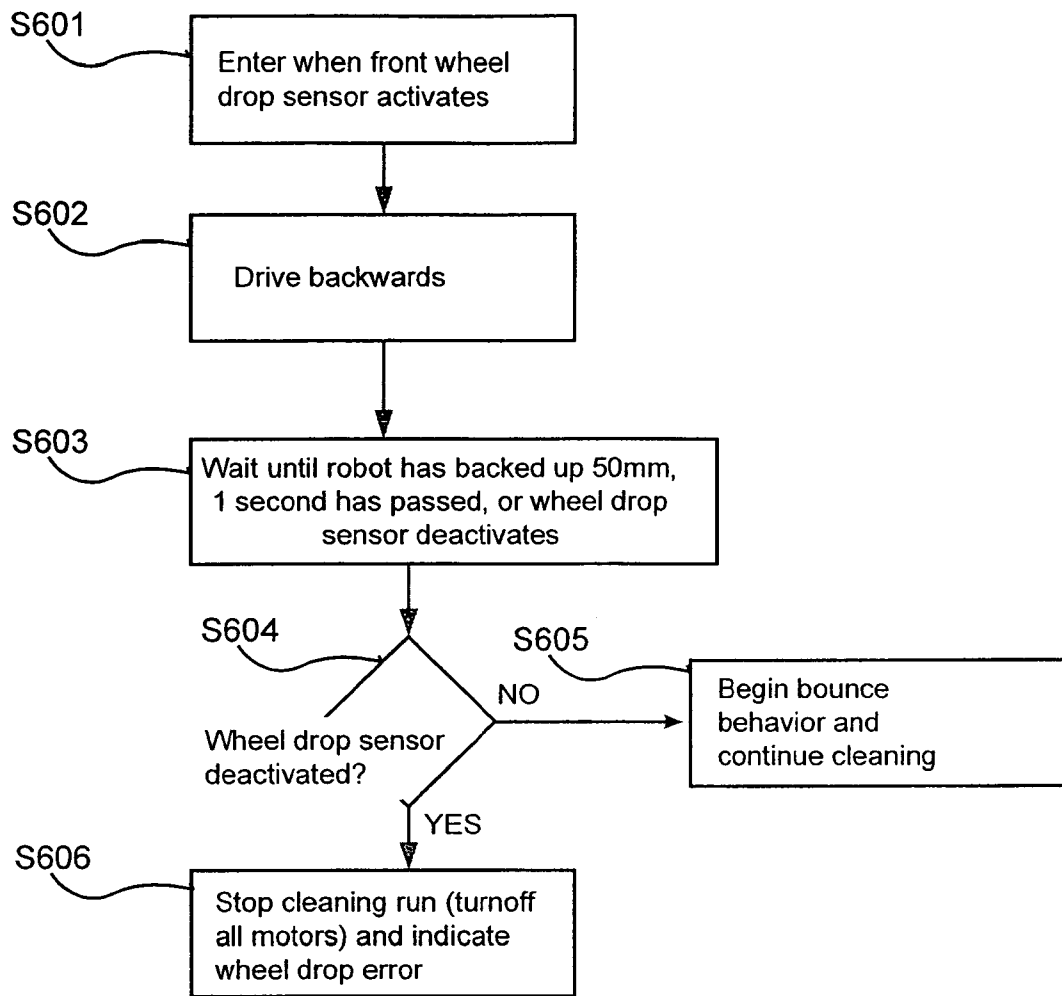 S601
Enter when front wheel
drop sensor activates
S602
Drive backwards
S603
Wait until robot has backed up 50mm,
1 second has passed, or wheel drop
sensor deactivates
S604
Wheel drop sensor
deactivated?
NO
S605
Begin bounce
behavior and
continue cleaning
YES
S606
Stop cleaning run (turnoff
all motors) and indicate
wheel drop error